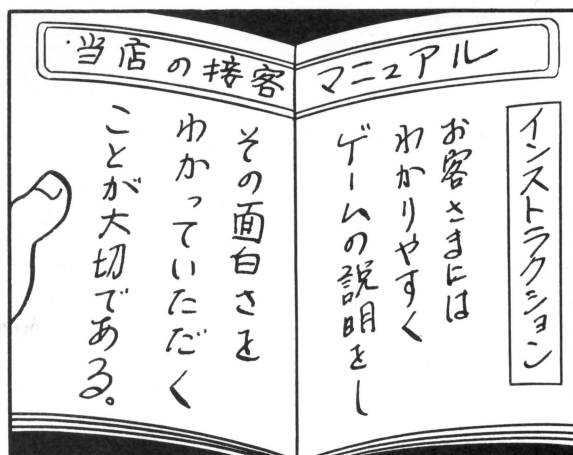 当店の接客マニュアル
インストラクション
お客さまには
わかりやすく
ゲームの説明をし
その面白さを
わかっていただく
ことが大切である。